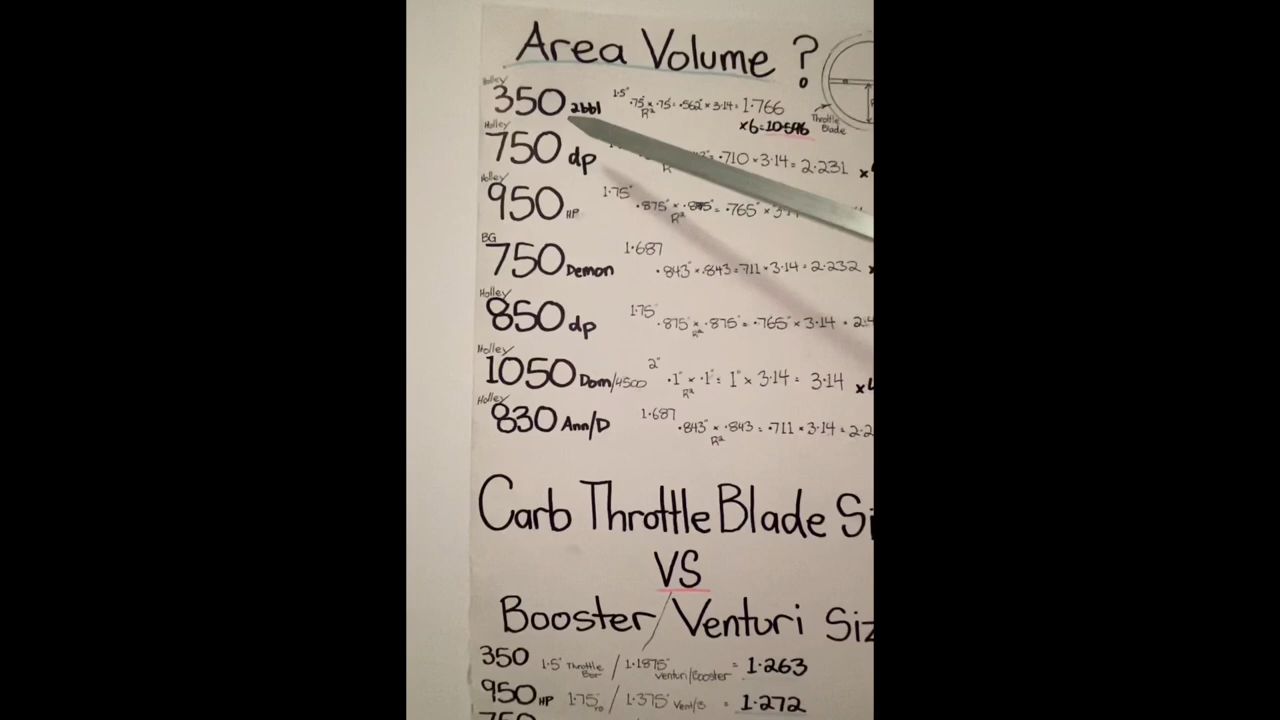 Area Volume ?
Holley
350 2bbl 1.5" .75" × .75" = .562" × 3.14 = 1.766
R²
×6 = 10.596
Throttle Blade
Holley
750 dp .710 × 3.14 = 2.231 ×
Holley
950 HP 1.75" .875" × .875" = .765" ×
R²
BG
750 Demon 1.687 .843" × .843 = 711 × 3.14 = 2.232
Holley
850 dp 1.75" .875" × .875" = .765" × 3.14 =
R²
Holley
1050 Dom/4500 2" .1" × .1" = 1" × 3.14 = 3.14 ×
R²
Holley
830 Ann/D 1.687 .843" × .843 = .711 × 3.14 =
R²
Carb Throttle Blade
VS
Booster/Venturi
350 1.5" Throttle Bor / 1.1875" Venturi/Booster = 1.263
950 HP 1.75" / 1.375" Vent/B = 1.272